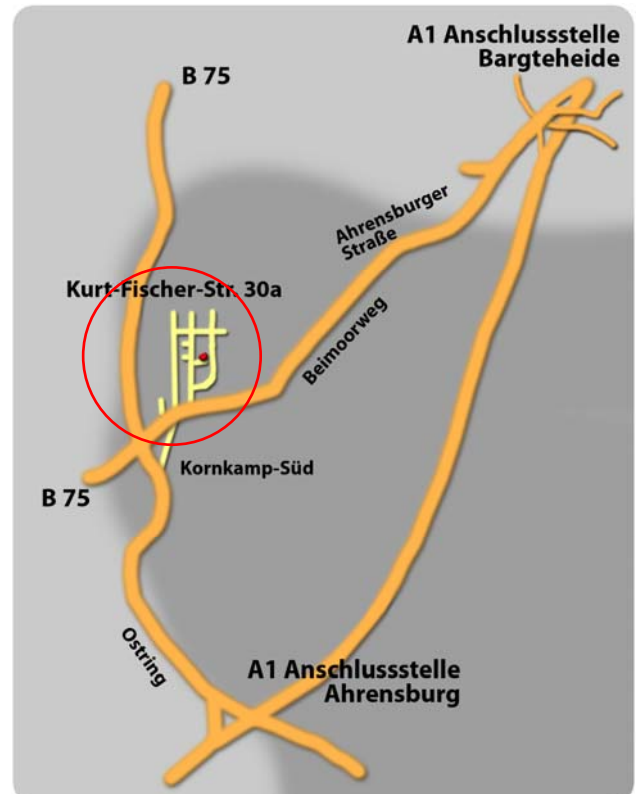 A1 Anschlussstelle
Bargteheide
B 75
Ahrensburger
Straße
Kurt-Fischer-Str. 30a
Beimoorweg
Kornkamp-Süd
B 75
Ostring
A1 Anschlussstelle
Ahrensburg